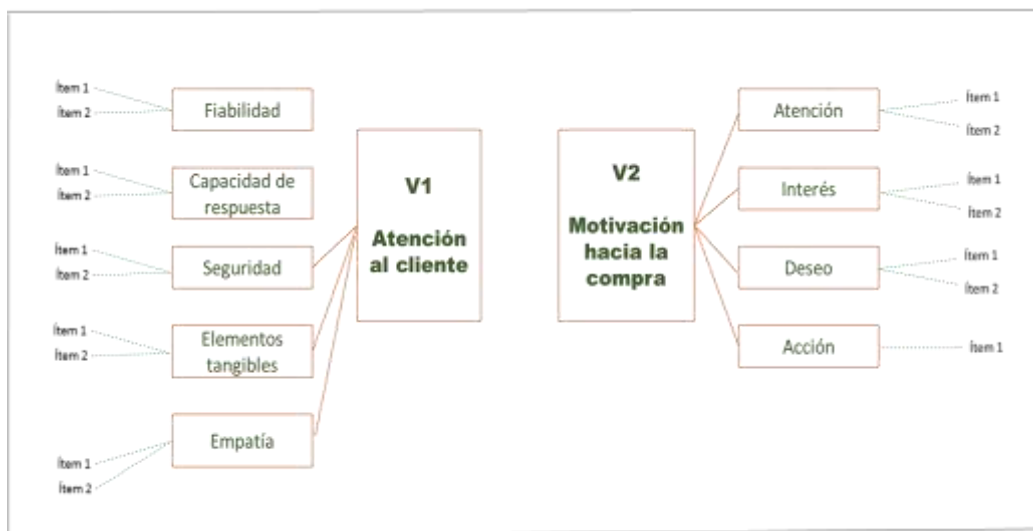 Ítem 1
Ítem 2
Fiabilidad
Ítem 1
Ítem 2
Capacidad de
respuesta
Ítem 1
Ítem 2
Seguridad
Ítem 1
Ítem 2
Elementos
tangibles
Ítem 1
Ítem 2
Empatía
V1
Atención
al cliente
V2
Motivación
hacia la
compra
Atención
Ítem 1
Ítem 2
Interés
Ítem 1
Ítem 2
Deseo
Ítem 1
Ítem 2
Acción
Ítem 1